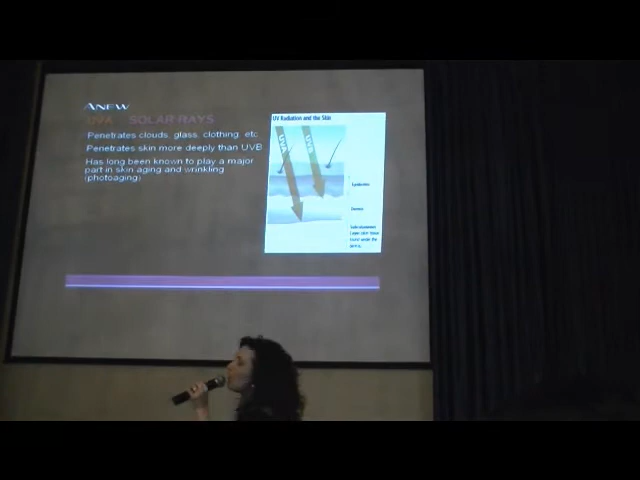 ANEW
UVA SOLAR RAYS
Penetrates clouds, glass, clothing, etc
Penetrates skin more deeply than UVB
Has long been known to play a major
part in skin aging and wrinkling
(photoaging)
UV Radiation and the Skin
UVA
UVB
Epidermis
Dermis